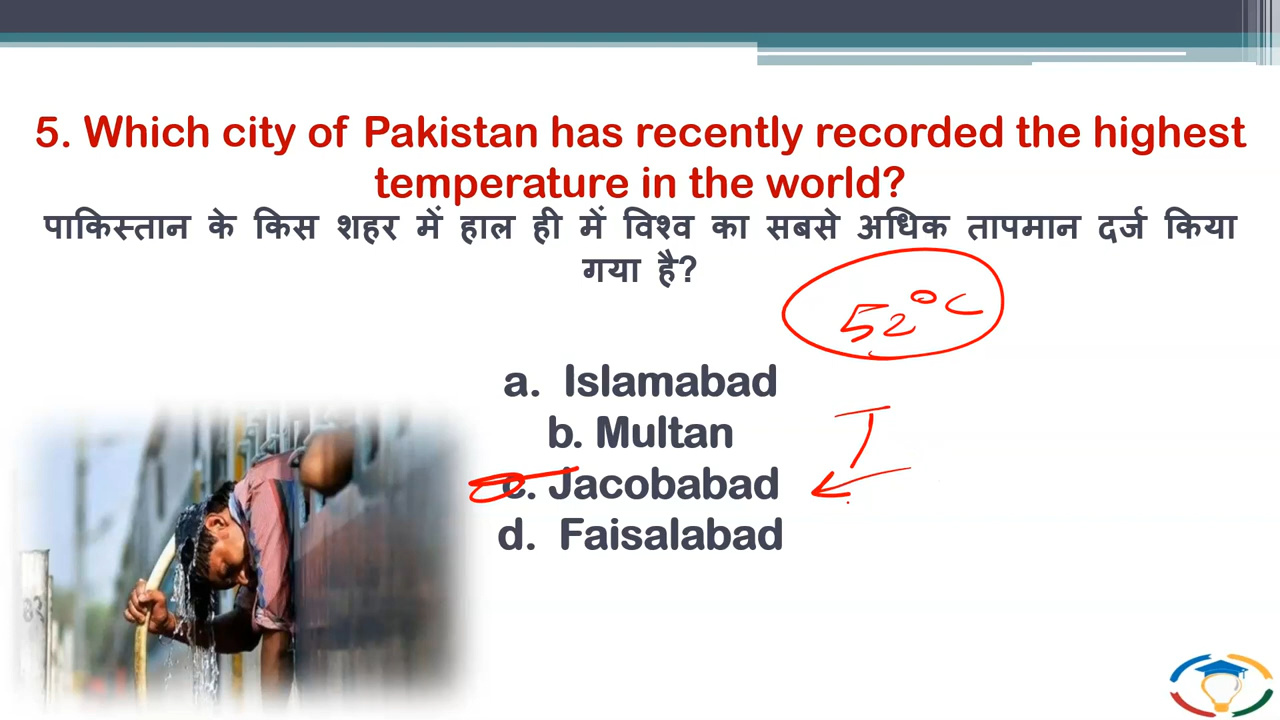 5. Which city of Pakistan has recently recorded the highest
temperature in the world?
पाकिस्तान के किस शहर में हाल ही में विश्व का सबसे अधिक तापमान दर्ज किया
गया है?
52°C
a. Islamabad
b. Multan
I
c. Jacobabad
d. Faisalabad